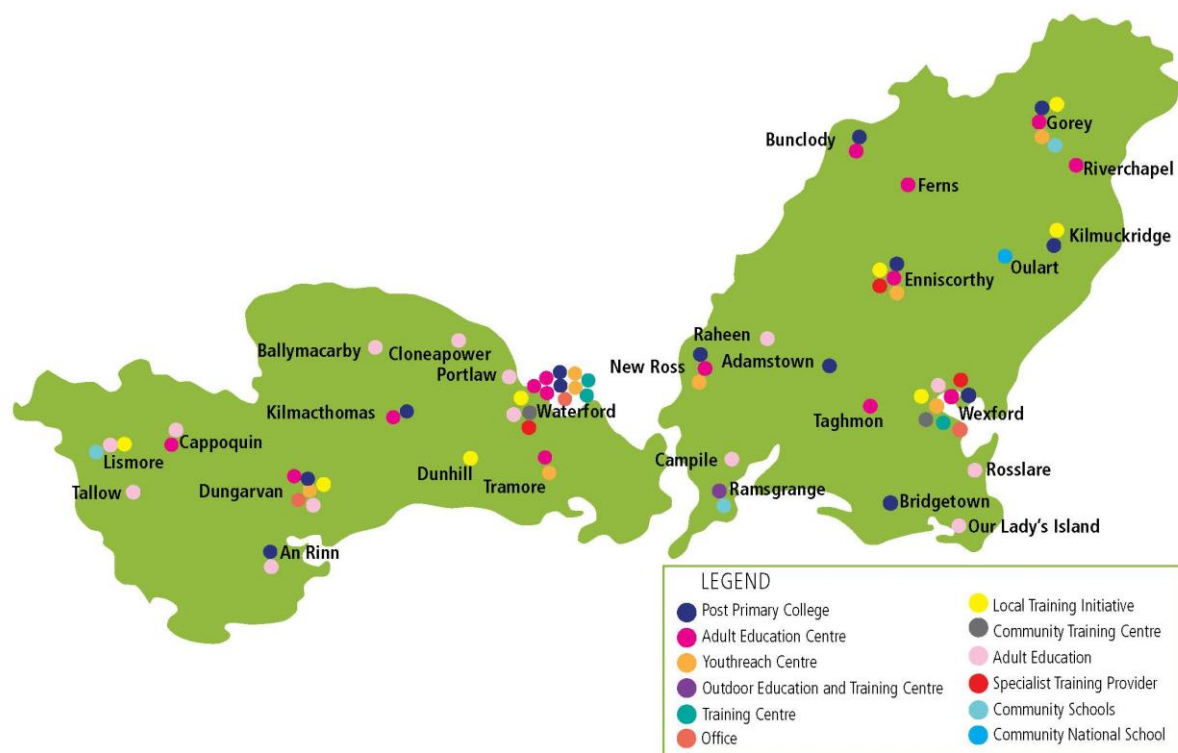 Gorey
Bunclody
Riverchapel
Ferns
Kilmuckridge
Oulart
Enniscorthy
Raheen
Ballymacarby
Cloneapower
Adamstown
Portlaw
New Ross
Kilmacthomas
Waterford
Wexford
Taghmon
Cappoquin
Lismore
Campile
Dunhill
Rosslare
Tallow
Dungarvan
Tramore
Ramsgrange
Bridgetown
Our Lady's Island
An Rinn
LEGEND
Post Primary College
Adult Education Centre
Youthreach Centre
Outdoor Education and Training Centre
Training Centre
Office
Local Training Initiative
Community Training Centre
Adult Education
Specialist Training Provider
Community Schools
Community National School